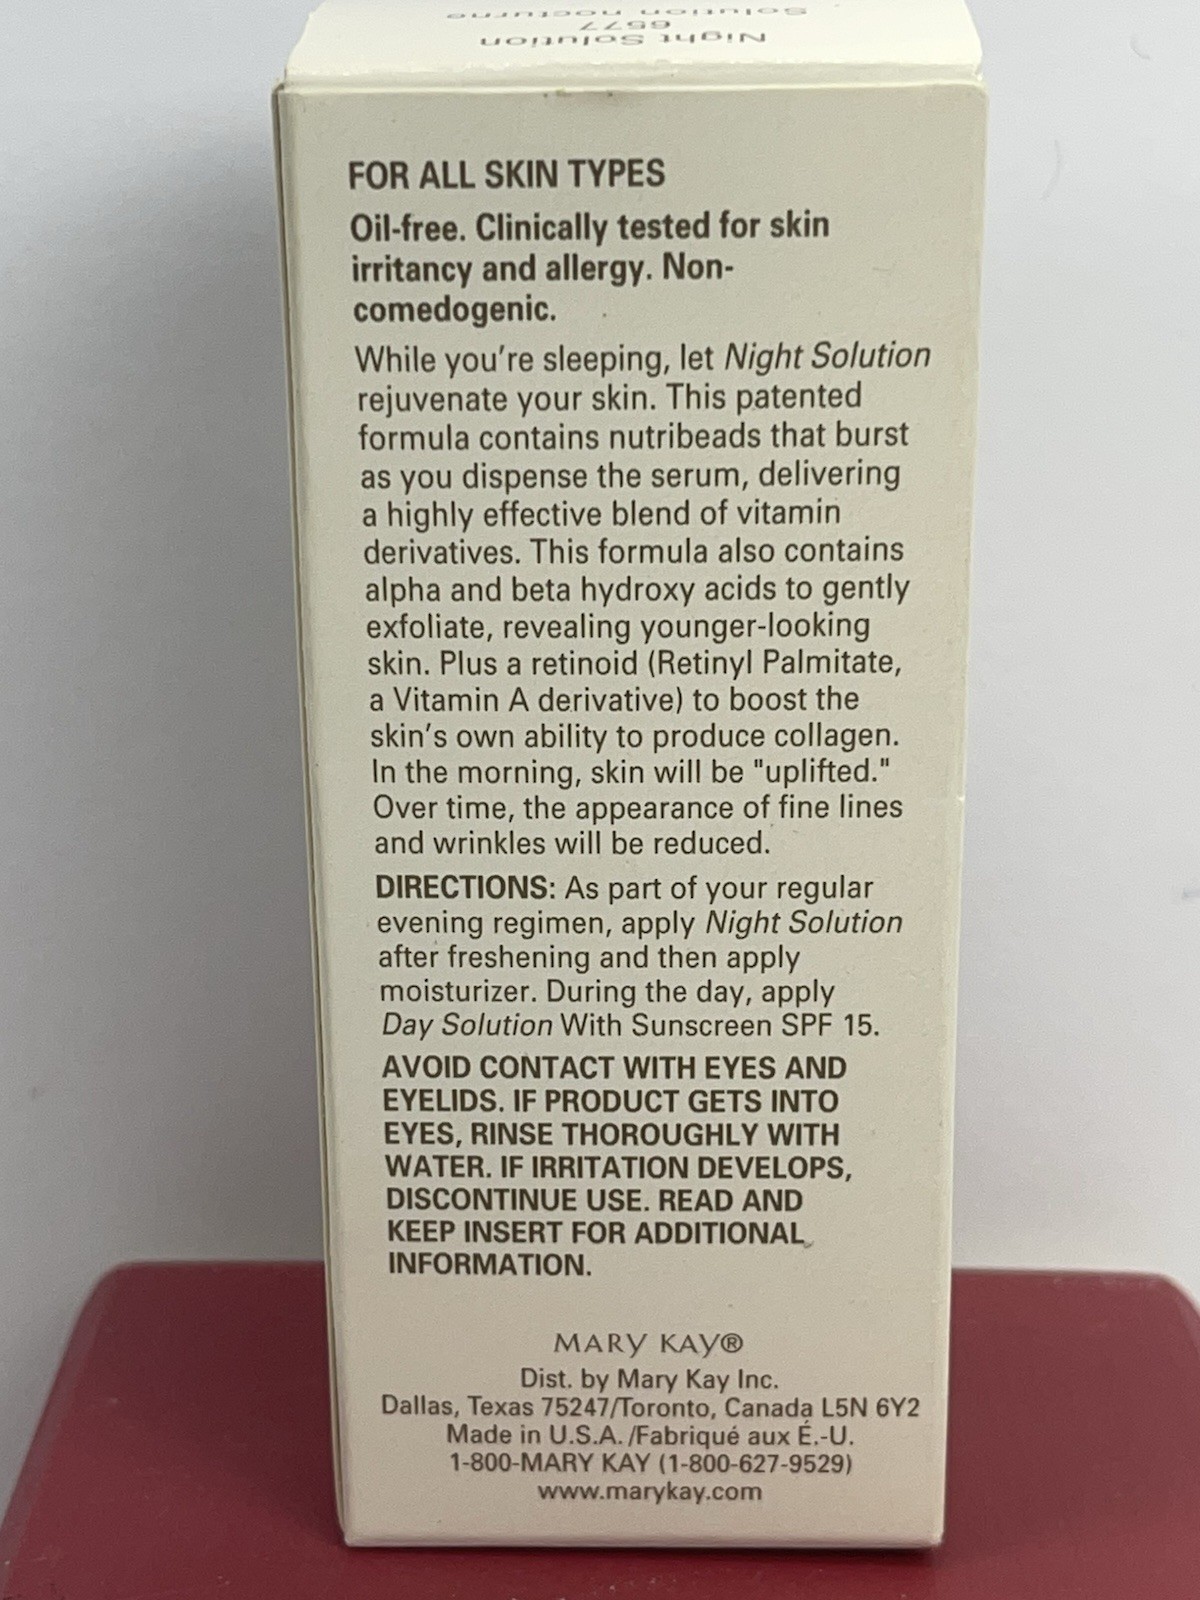 Solution nocturne
6577
Night Solution
FOR ALL SKIN TYPES
Oil-free. Clinically tested for skin
irritancy and allergy. Non-
comedogenic.
While you're sleeping, let Night Solution
rejuvenate your skin. This patented
formula contains nutribeads that burst
as you dispense the serum, delivering
a highly effective blend of vitamin
derivatives. This formula also contains
alpha and beta hydroxy acids to gently
exfoliate, revealing younger-looking
skin. Plus a retinoid (Retinyl Palmitate,
a Vitamin A derivative) to boost the
skin's own ability to produce collagen.
In the morning, skin will be "uplifted."
Over time, the appearance of fine lines
and wrinkles will be reduced.
DIRECTIONS: As part of your regular
evening regimen, apply Night Solution
after freshening and then apply
moisturizer. During the day, apply
Day Solution With Sunscreen SPF 15.
AVOID CONTACT WITH EYES AND
EYELIDS. IF PRODUCT GETS INTO
EYES, RINSE THOROUGHLY WITH
WATER. IF IRRITATION DEVELOPS,
DISCONTINUE USE. READ AND
KEEP INSERT FOR ADDITIONAL
INFORMATION.
MARY KAY®
Dist. by Mary Kay Inc.
Dallas, Texas 75247/Toronto, Canada L5N 6Y2
Made in U.S.A. /Fabriqué aux É.-U.
1-800-MARY KAY (1-800-627-9529)
www.marykay.com